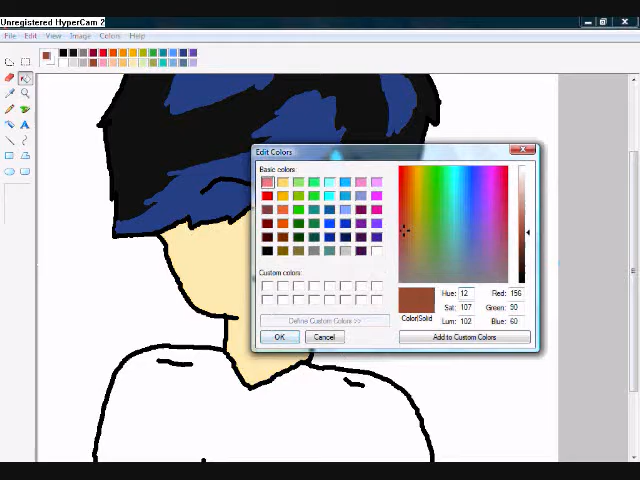 Unregistered HyperCam 2
File Edit View Image Colors Help
Edit Colors
Basic colors:
Custom colors:
Define Custom Colors >>
OK Cancel
Color|Solid
Hue: 12 Red: 156
Sat: 107 Green: 90
Lum: 102 Blue: 60
Add to Custom Colors
A